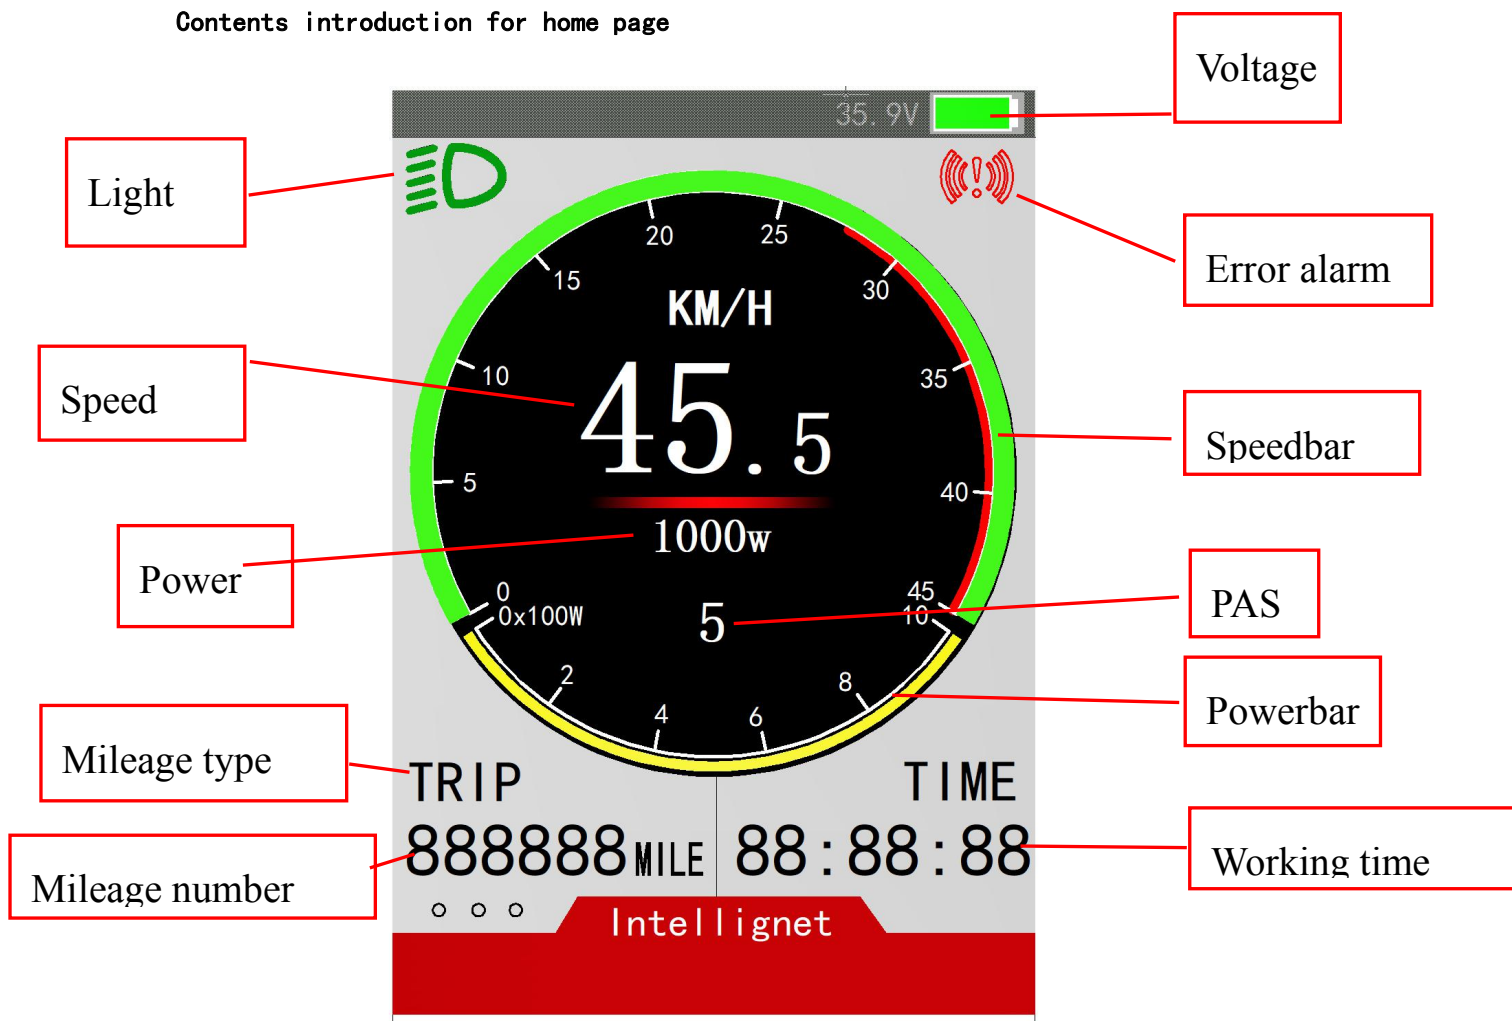 Contents introduction for home page
Voltage
35.9V
Light
Error alarm
20
25
15
30
KM/H
10
35
Speed
45.5
Speedbar
5
40
1000w
Power
PAS
0
45
0x100W
5
10
2
8
4
6
Powerbar
Mileage type
TRIP
TIME
888888 MILE
88:88:88
Working time
Mileage number
Intellignet